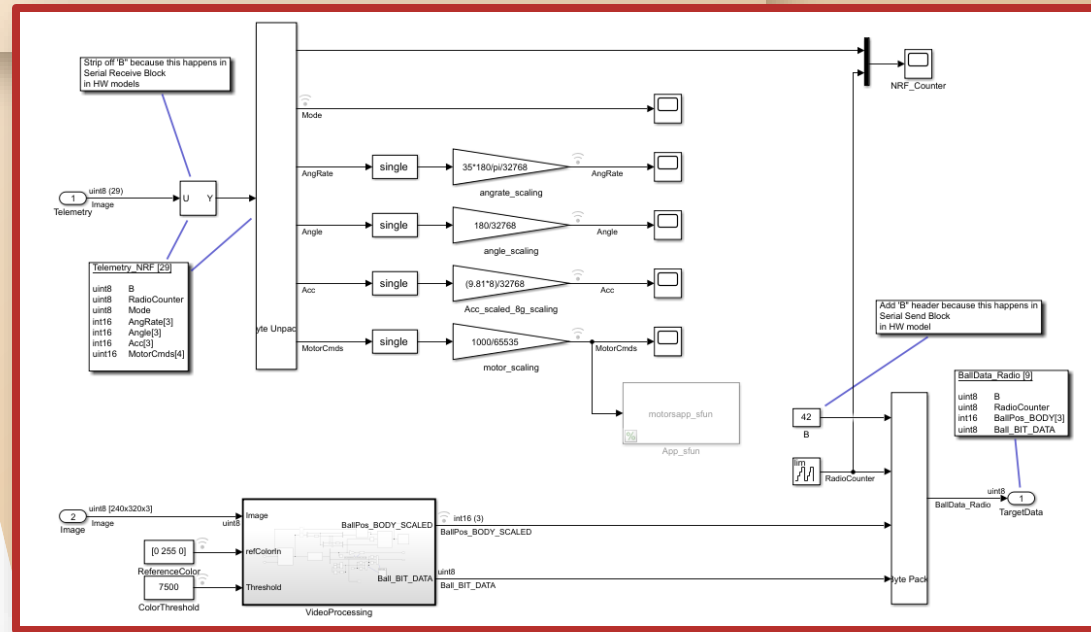 Strip off 'B" because this happens in
Serial Receive Block
in HW models
NRF_Counter
Mode
AngRate
single
35*180/pi/32768
AngRate
angrate_scaling
1
uint8 (29)
Image
Telemetry
U Y
Angle
single
180/32768
Angle
angle_scaling
Telemetry_NRF [29]
uint8 B
uint8 RadioCounter
uint8 Mode
int16 AngRate[3]
int16 Angle[3]
int16 Acc[3]
uint16 MotorCmds[4]
Acc
single
(9.81*8)/32768
Acc
Acc_scaled_8g_scaling
yte Unpac
MotorCmds
single
1000/65535
MotorCmds
motor_scaling
motorsapp_sfun
App_sfun
Add 'B" header because this happens in
Serial Send Block
in HW model
BallData_Radio [9]
uint8 B
uint8 RadioCounter
int16 BallPos_BODY[3]
uint8 Ball_BIT_DATA
42
B
lim
RadioCounter
BallData_Radio
uint8
1
TargetData
yte Pack
2
uint8 [240x320x3]
Image
Image
uint8
[0 255 0]
ReferenceColor
7500
ColorThreshold
Image
refColorIn
Threshold
BallPos_BODY_SCALED
Ball_BIT_DATA
VideoProcessing
int16 (3)
BallPos_BODY_SCALED
uint8
Ball_BIT_DATA